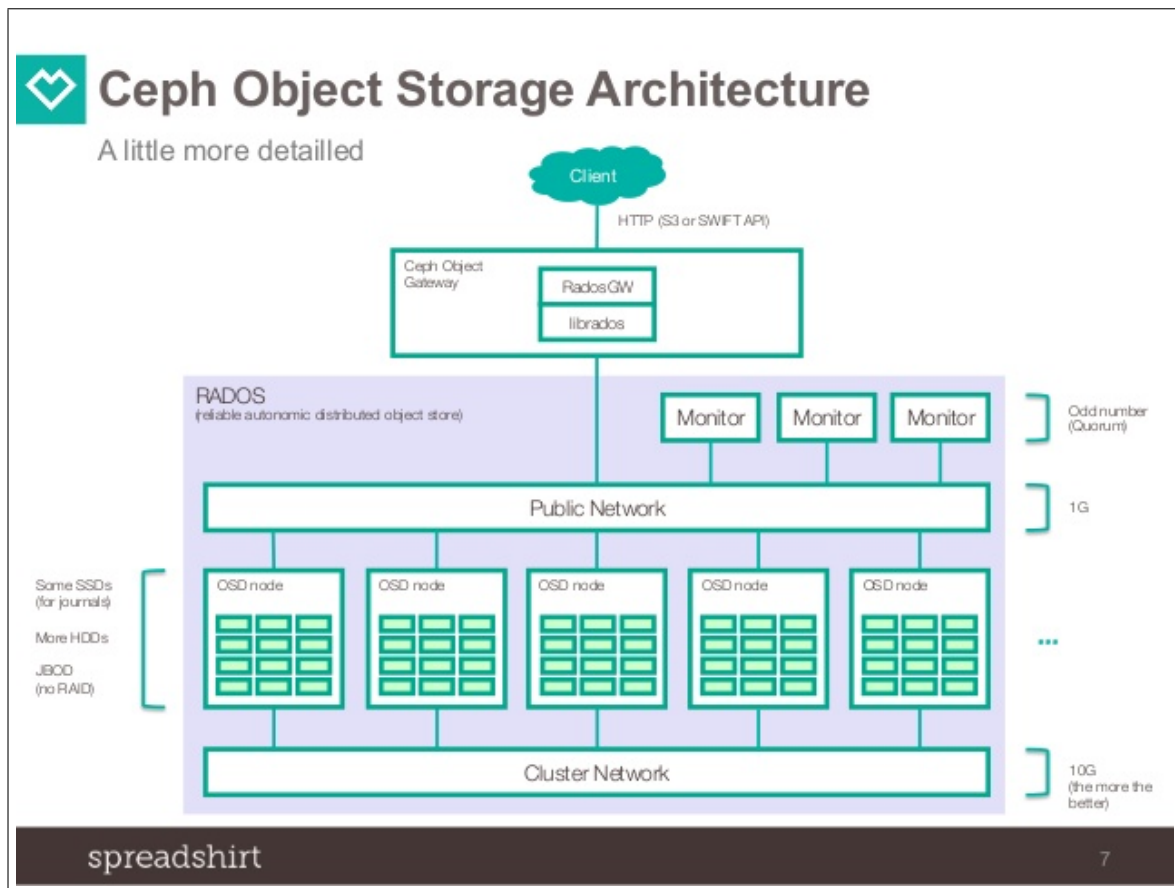 Ceph Object Storage Architecture
A little more detailled
Client
HTTP (S3 or SWIFT API)
Ceph Object
Gateway
RadosGW
librados
RADOS
(reliable autonomic distributed object store)
Monitor
Monitor
Monitor
Odd number
(Quorum)
Public Network
1G
Some SSDs
(for journals)
More HDDs
JBOD
(no RAID)
OSD node
OSD node
OSD node
OSD node
OSD node
...
Cluster Network
10G
(the more the
better)
spreadshirt
7